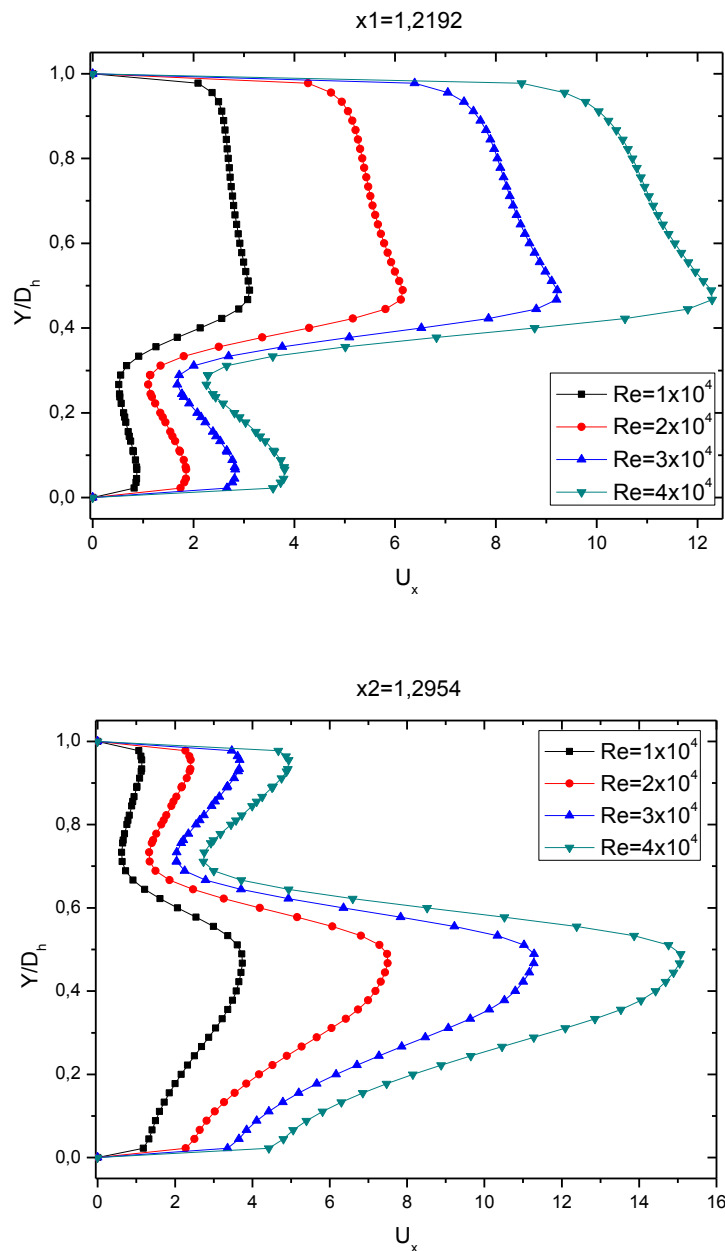 x1=1,2192
1,0
0,8
0,6
0,4
0,2
0,0
Y/D_h
Re=1x10^4
Re=2x10^4
Re=3x10^4
Re=4x10^4
0 2 4 6 8 10 12
U_x
x2=1,2954
1,0
0,8
0,6
0,4
0,2
0,0
Y/D_h
Re=1x10^4
Re=2x10^4
Re=3x10^4
Re=4x10^4
0 2 4 6 8 10 12 14 16
U_x